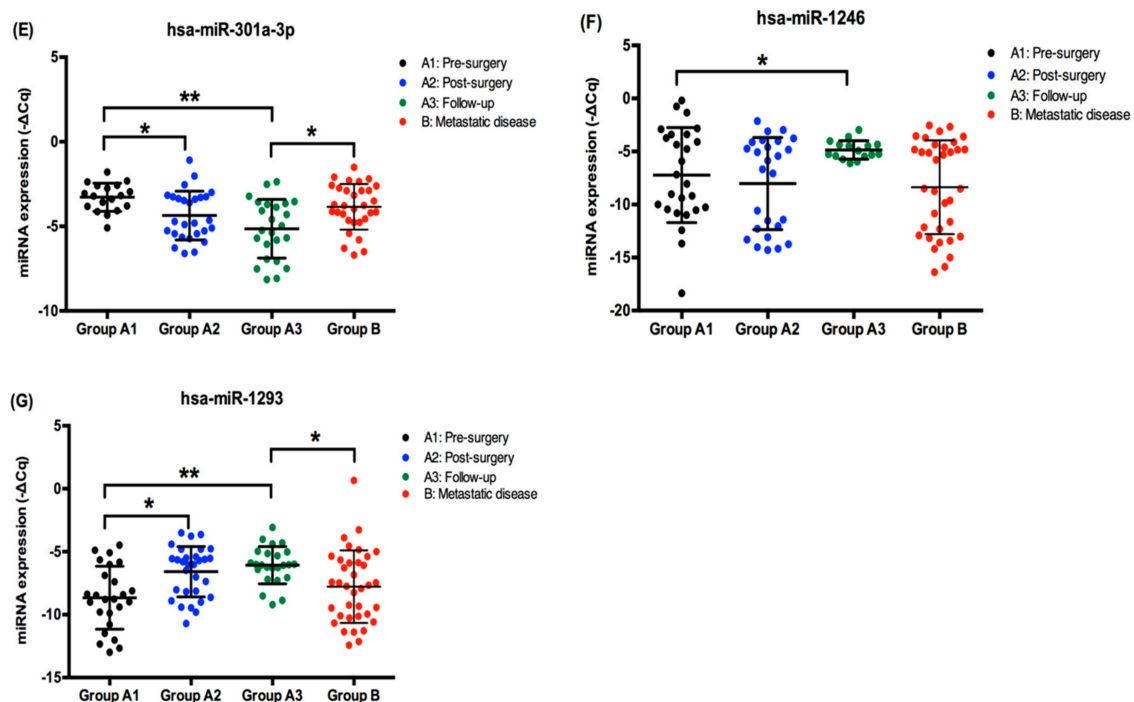 (E)
hsa-miR-301a-3p
miRNA expression (-ΔCq)
5
0
-5
-10
**
*
*
Group A1 Group A2 Group A3 Group B
A1: Pre-surgery
A2: Post-surgery
A3: Follow-up
B: Metastatic disease
(F)
hsa-miR-1246
miRNA expression (-ΔCq)
5
0
-5
-10
-15
-20
*
Group A1 Group A2 Group A3 Group B
A1: Pre-surgery
A2: Post-surgery
A3: Follow-up
B: Metastatic disease
(G)
hsa-miR-1293
miRNA expression (-ΔCq)
5
0
-5
-10
-15
*
**
*
Group A1 Group A2 Group A3 Group B
A1: Pre-surgery
A2: Post-surgery
A3: Follow-up
B: Metastatic disease